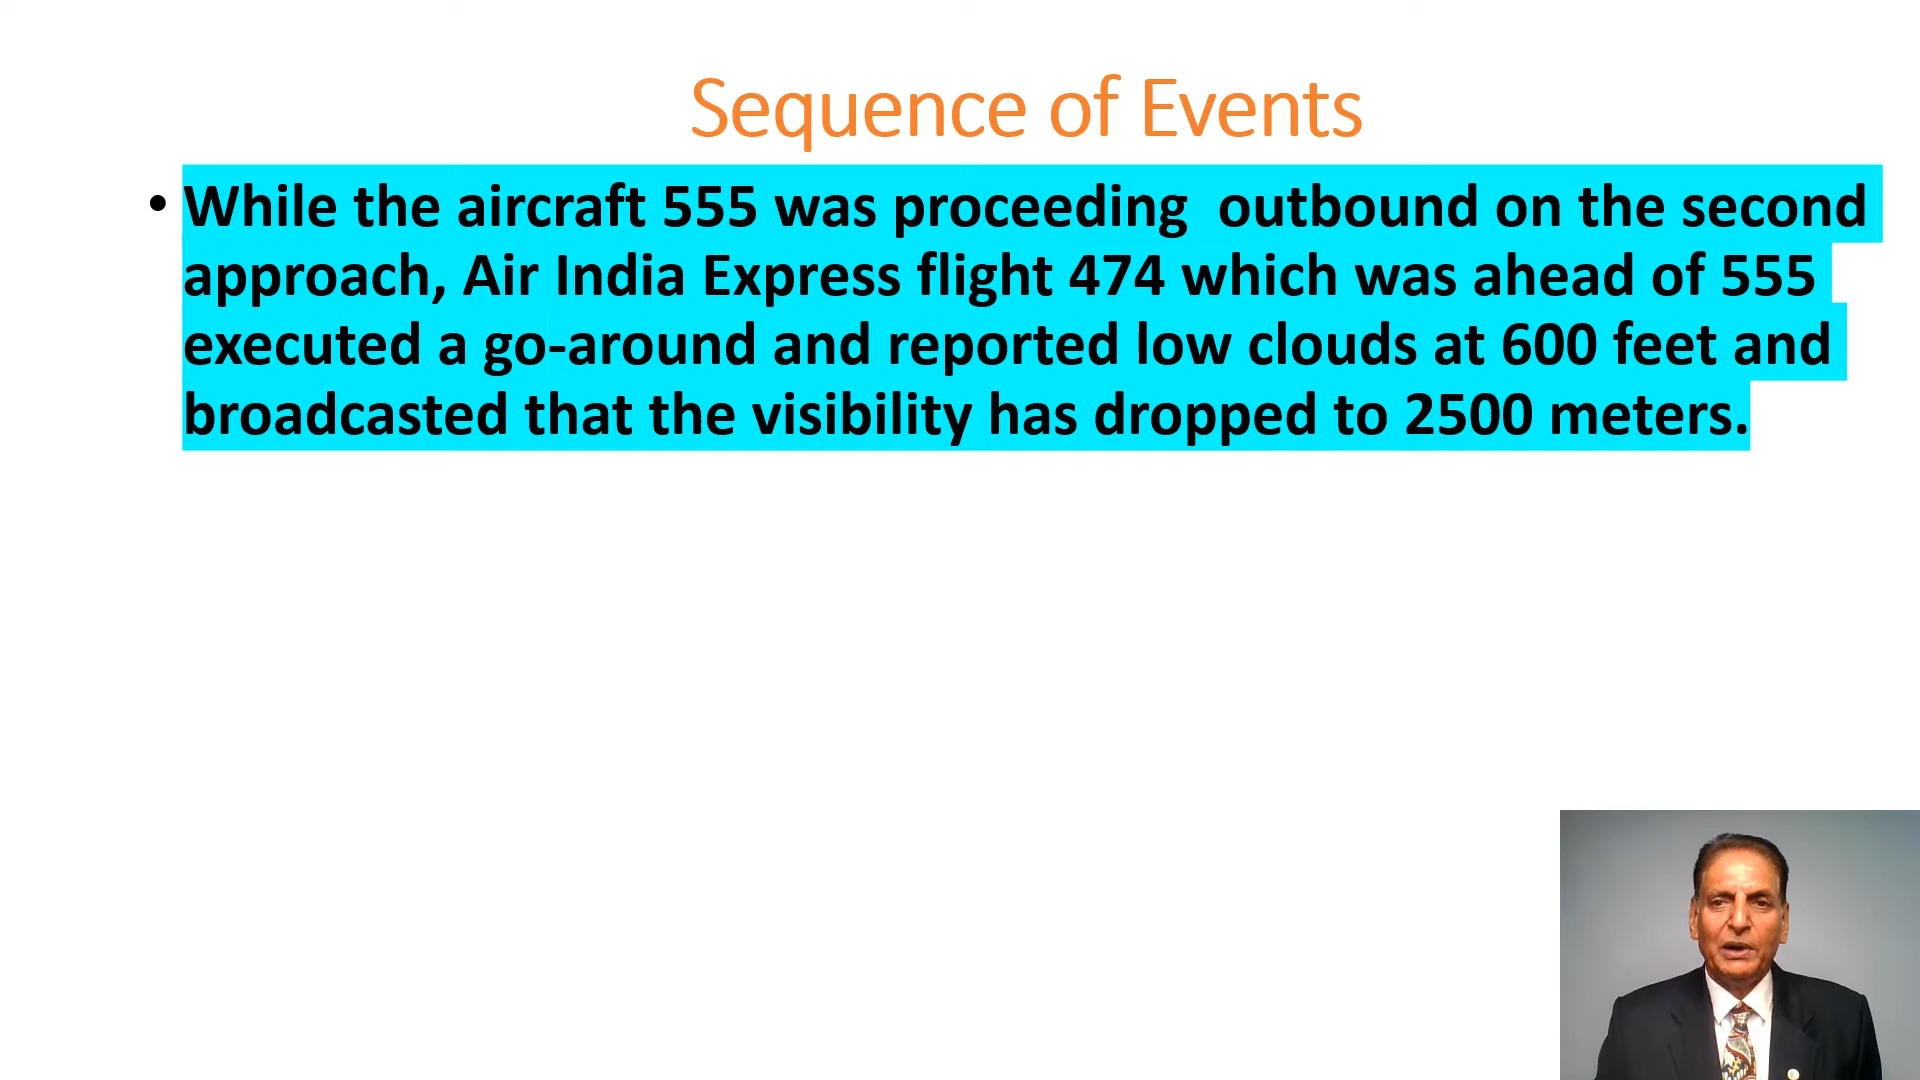 Sequence of Events
• While the aircraft 555 was proceeding  outbound on the second
approach, Air India Express flight 474 which was ahead of 555
executed a go-around and reported low clouds at 600 feet and
broadcasted that the visibility has dropped to 2500 meters.